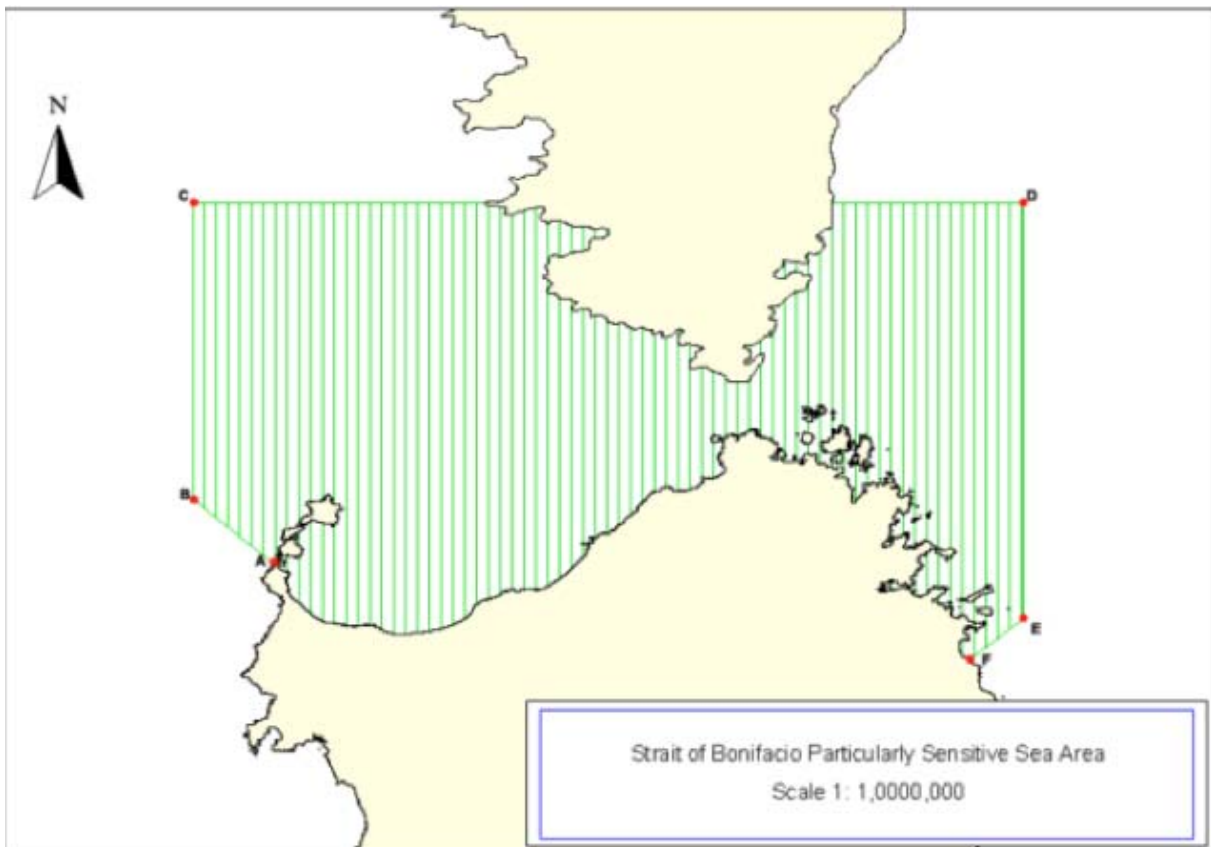 N
C
D
B
A
E
F
Strait of Bonifacio Particularly Sensitive Sea Area
Scale 1: 1,0000,000